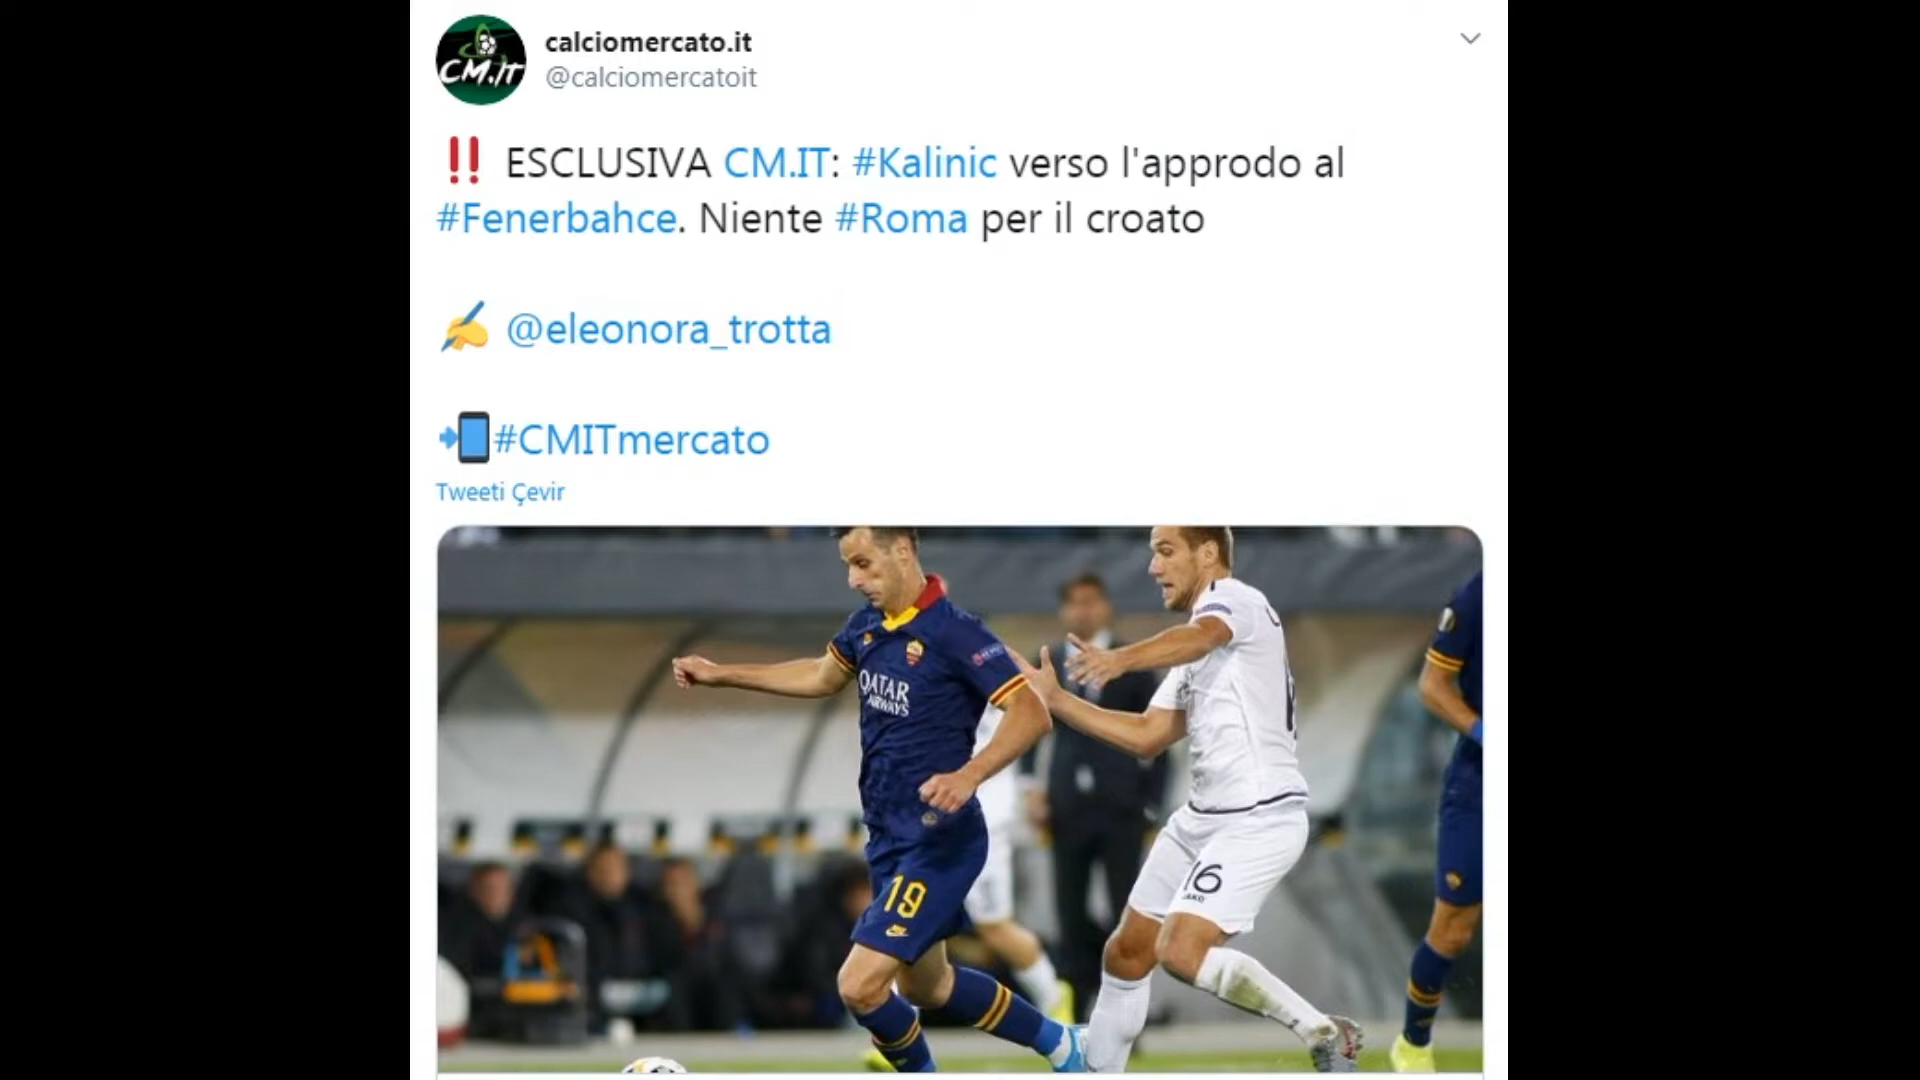 CM.IT
calciomercato.it
@calciomercatoit
‼ ESCLUSIVA CM.IT: #Kalinic verso l'approdo al
#Fenerbahce. Niente #Roma per il croato
✍ @eleonora_trotta
📲#CMITmercato
Tweeti Çevir
QATAR
AIRWAYS
19
16
JAKO